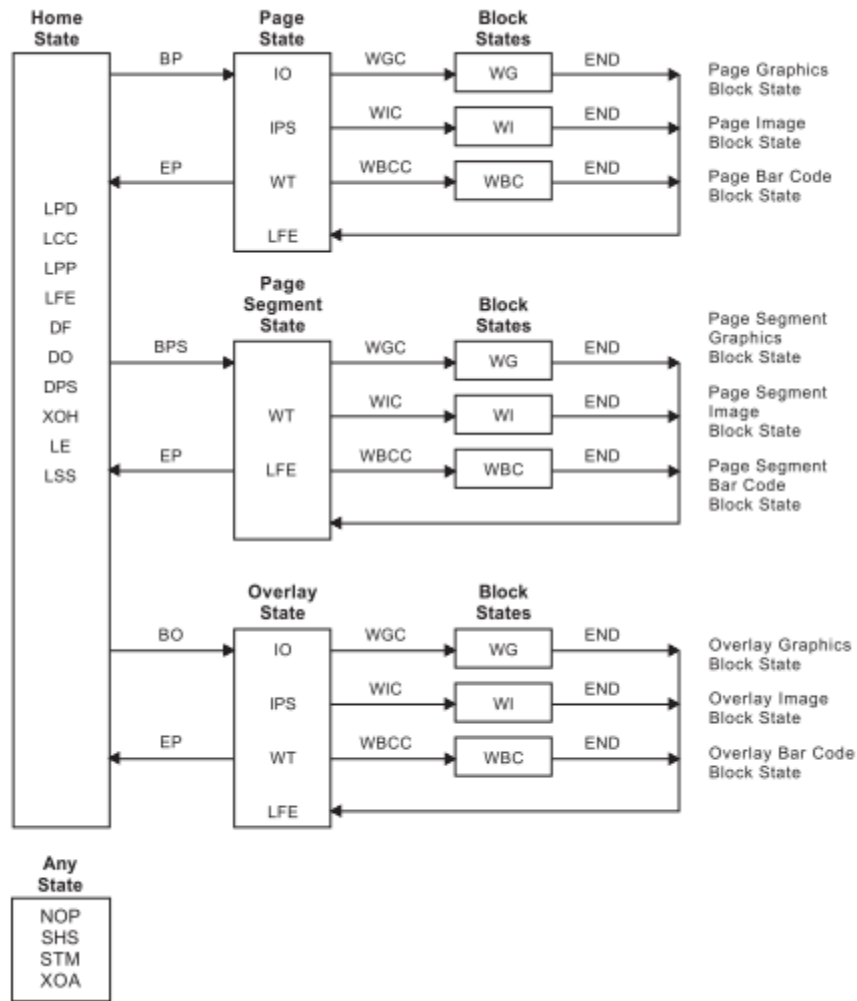 Home
State
Page
State
Block
States
BP
IO
WGC
WG
END
Page Graphics
Block State
IPS
WIC
WI
END
Page Image
Block State
EP
WT
WBCC
WBC
END
Page Bar Code
Block State
LFE
LPD
LCC
LPP
LFE
DF
DO
DPS
XOH
LE
LSS
Page
Segment
State
Block
States
BPS
WGC
WG
END
Page Segment
Graphics
Block State
WT
WIC
WI
END
Page Segment
Image
Block State
EP
LFE
WBCC
WBC
END
Page Segment
Bar Code
Block State
Overlay
State
Block
States
BO
IO
WGC
WG
END
Overlay Graphics
Block State
IPS
WIC
WI
END
Overlay Image
Block State
EP
WT
WBCC
WBC
END
Overlay Bar Code
Block State
LFE
Any
State
NOP
SHS
STM
XOA